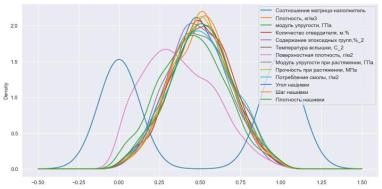 Соотношение матрица-наполнитель
Плотность, кг/м3
модуль упругости, ГПа
Количество отвердителя, м.%
Содержание эпоксидных групп,%_2
Температура вспышки, С_2
Поверхностная плотность, г/м2
Модуль упругости при растяжении, ГПа
Прочность при растяжении, МПа
Потребление смолы, г/м2
Угол нашивки
Шаг нашивки
Плотность нашивки
Density
2.0
1.5
1.0
0.5
0.0
−0.50 −0.25 0.00 0.25 0.50 0.75 1.00 1.25 1.50